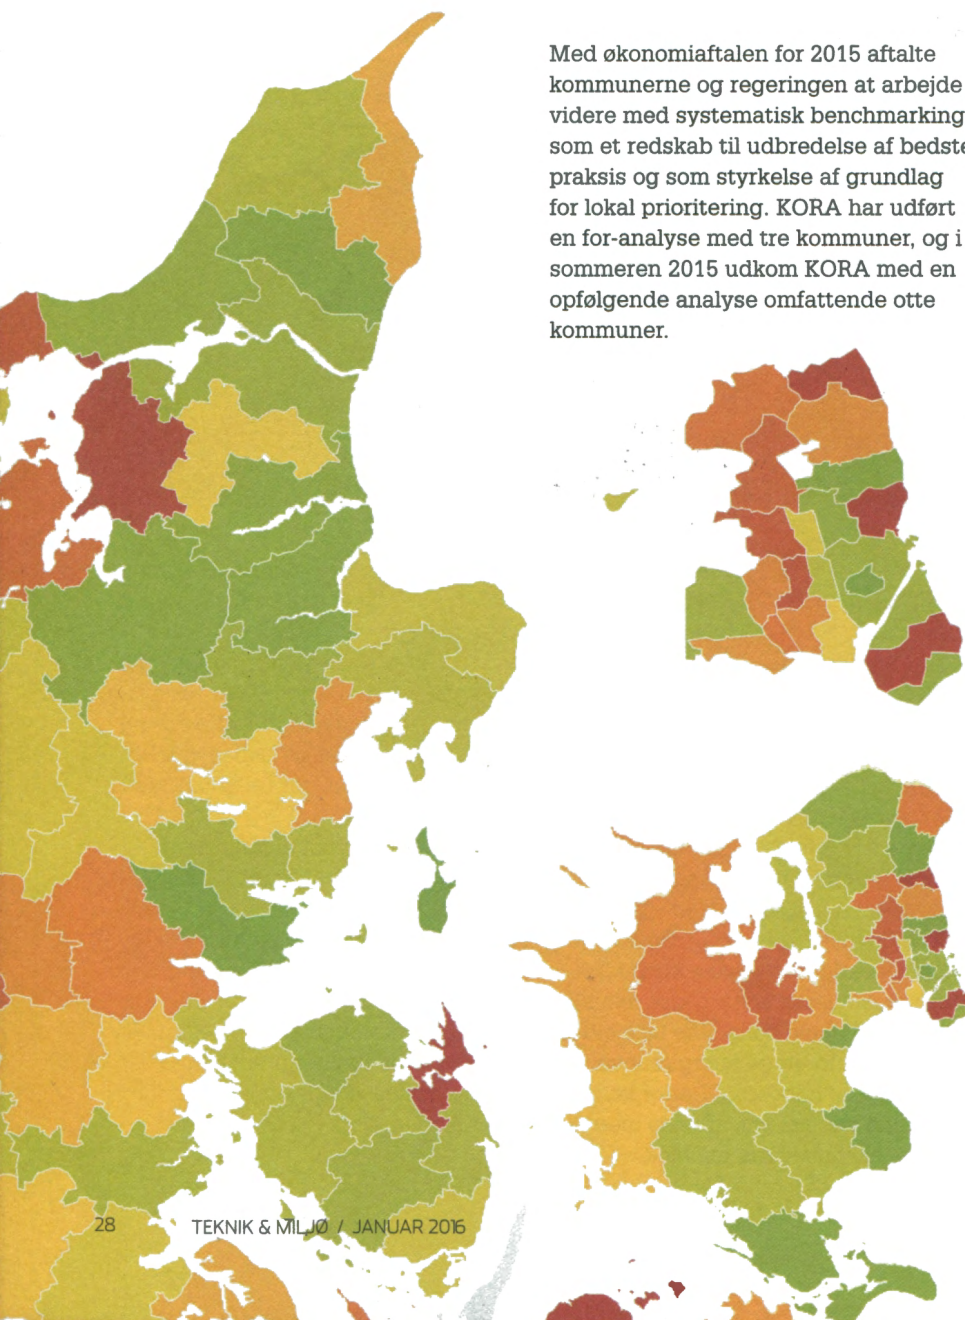 Med økonomiaftalen for 2015 aftalte
kommunerne og regeringen at arbejde
videre med systematisk benchmarking
som et redskab til udbredelse af bedste
praksis og som styrkelse af grundlag
for lokal prioritering. KORA har udført
en for-analyse med tre kommuner, og i
sommeren 2015 udkom KORA med en
opfølgende analyse omfattende otte
kommuner.
28 TEKNIK & MILJØ / JANUAR 2016